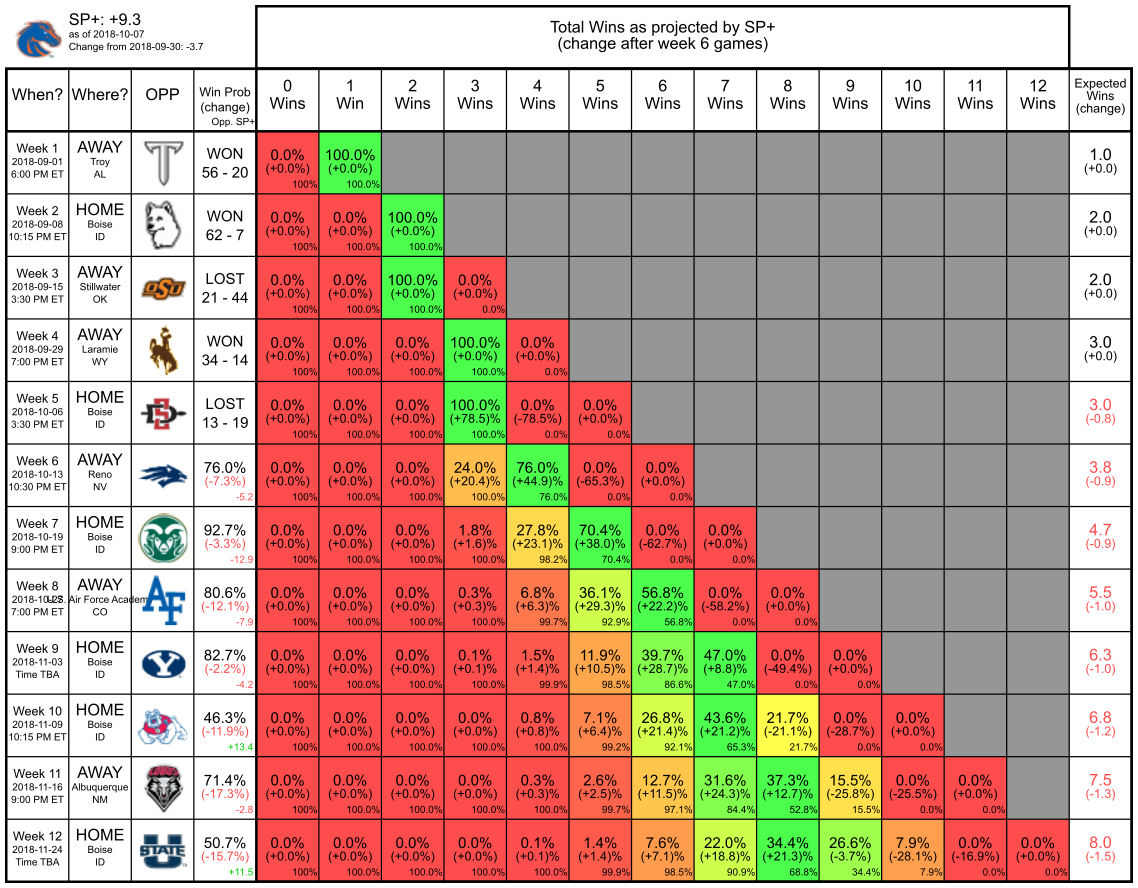 SP+: +9.3
as of 2018-10-07
Change from 2018-09-30: -3.7
Total Wins as projected by SP+
(change after week 6 games)
When? Where? OPP Win Prob (change) Opp. SP+ 0 Wins 1 Win 2 Wins 3 Wins 4 Wins 5 Wins 6 Wins 7 Wins 8 Wins 9 Wins 10 Wins 11 Wins 12 Wins Expected Wins (change)
Week 1 AWAY WON 0.0% 100.0% 1.0
2018-09-01 Troy (+0.0%) (+0.0%) (+0.0)
6:00 PM ET AL 56 - 20 100% 100.0%
Week 2 HOME WON 0.0% 0.0% 100.0% 2.0
2018-09-08 Boise (+0.0%) (+0.0%) (+0.0%) (+0.0)
10:15 PM ET ID 62 - 7 100% 100.0% 100.0%
Week 3 AWAY OSU LOST 0.0% 0.0% 100.0% 0.0% 2.0
2018-09-15 Stillwater (+0.0%) (+0.0%) (+0.0%) (+0.0%) (+0.0)
3:30 PM ET OK 21 - 44 100% 100.0% 100.0% 0.0%
Week 4 AWAY WON 0.0% 0.0% 0.0% 100.0% 0.0% 3.0
2018-09-29 Laramie (+0.0%) (+0.0%) (+0.0%) (+0.0%) (+0.0%) (+0.0)
7:00 PM ET WY 34 - 14 100% 100.0% 100.0% 100.0% 0.0%
Week 5 HOME LOST 0.0% 0.0% 0.0% 100.0% 0.0% 0.0% 3.0
2018-10-06 Boise (+0.0%) (+0.0%) (+0.0%) (+78.5)% (-78.5)% (+0.0%) (-0.8)
3:30 PM ET ID 13 - 19 100% 100.0% 100.0% 100.0% 0.0% 0.0%
Week 6 AWAY 76.0% 0.0% 0.0% 0.0% 24.0% 76.0% 0.0% 0.0% 3.8
2018-10-13 Reno (-7.3%) (+0.0%) (+0.0%) (+0.0%) (+20.4)% (+44.9)% (-65.3)% (+0.0%) (-0.9)
10:30 PM ET NV -5.2 100% 100.0% 100.0% 100.0% 76.0% 0.0% 0.0%
Week 7 HOME 92.7% 0.0% 0.0% 0.0% 1.8% 27.8% 70.4% 0.0% 0.0% 4.7
2018-10-19 Boise (-3.3%) (+0.0%) (+0.0%) (+0.0%) (+1.6)% (+23.1)% (+38.0)% (-62.7)% (+0.0%) (-0.9)
9:00 PM ET ID -12.9 100% 100.0% 100.0% 100.0% 98.2% 70.4% 0.0% 0.0%
Week 8 AWAY AF 80.6% 0.0% 0.0% 0.0% 0.3% 6.8% 36.1% 56.8% 0.0% 0.0% 5.5
2018-10-27 U.S. Air Force Academy (-12.1%) (+0.0%) (+0.0%) (+0.0%) (+0.3)% (+6.3)% (+29.3)% (+22.2)% (-58.2)% (+0.0%) (-1.0)
7:00 PM ET CO -7.9 100% 100.0% 100.0% 100.0% 99.7% 92.9% 56.8% 0.0% 0.0%
Week 9 HOME Y 82.7% 0.0% 0.0% 0.0% 0.1% 1.5% 11.9% 39.7% 47.0% 0.0% 0.0% 6.3
2018-11-03 Boise (-2.2%) (+0.0%) (+0.0%) (+0.0%) (+0.1)% (+1.4)% (+10.5)% (+28.7)% (+8.8)% (-49.4)% (+0.0%) (-1.0)
Time TBA ID -4.2 100% 100.0% 100.0% 100.0% 99.9% 98.5% 86.6% 47.0% 0.0% 0.0%
Week 10 HOME 46.3% 0.0% 0.0% 0.0% 0.0% 0.8% 7.1% 26.8% 43.6% 21.7% 0.0% 0.0% 6.8
2018-11-09 Boise (-11.9%) (+0.0%) (+0.0%) (+0.0%) (+0.0%) (+0.8)% (+6.4)% (+21.4)% (+21.2)% (-21.1)% (-28.7)% (+0.0%) (-1.2)
10:15 PM ET ID +13.4 100% 100.0% 100.0% 100.0% 100.0% 99.2% 92.1% 65.3% 21.7% 0.0% 0.0%
Week 11 AWAY 71.4% 0.0% 0.0% 0.0% 0.0% 0.3% 2.6% 12.7% 31.6% 37.3% 15.5% 0.0% 0.0% 7.5
2018-11-16 Albuquerque (-17.3%) (+0.0%) (+0.0%) (+0.0%) (+0.0%) (+0.3)% (+2.5)% (+11.5)% (+24.3)% (+12.7)% (-25.8)% (-25.5)% (+0.0%) (-1.3)
9:00 PM ET NM -2.8 100% 100.0% 100.0% 100.0% 100.0% 99.7% 97.1% 84.4% 52.8% 15.5% 0.0% 0.0%
Week 12 HOME STATE 50.7% 0.0% 0.0% 0.0% 0.0% 0.1% 1.4% 7.6% 22.0% 34.4% 26.6% 7.9% 0.0% 0.0% 8.0
2018-11-24 Boise (-15.7%) (+0.0%) (+0.0%) (+0.0%) (+0.0%) (+0.1)% (+1.4)% (+7.1)% (+18.8)% (+21.3)% (-3.7)% (-28.1)% (-16.9)% (+0.0%) (-1.5)
Time TBA ID +11.5 100% 100.0% 100.0% 100.0% 100.0% 99.9% 98.5% 90.9% 68.8% 34.4% 7.9% 0.0% 0.0%